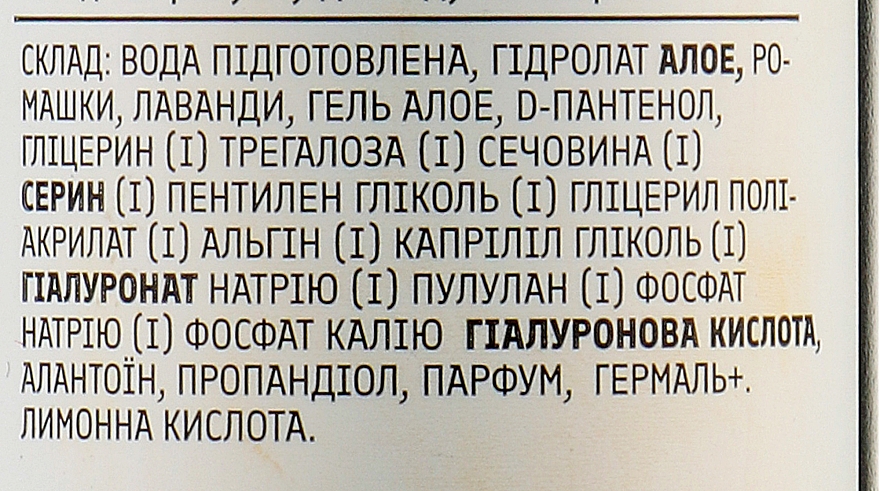 СКЛАД: ВОДА ПІДГОТОВЛЕНА, ГІДРОЛАТ АЛОЕ, РО-
МАШКИ, ЛАВАНДИ, ГЕЛЬ АЛОЕ, D-ПАНТЕНОЛ,
ГЛІЦЕРИН (I) ТРЕГАЛОЗА (I) СЕЧОВИНА (I)
СЕРИН (I) ПЕНТИЛЕН ГЛІКОЛЬ (I) ГЛІЦЕРИЛ ПОЛІ-
АКРИЛАТ (I) АЛЬГІН (I) КАПРІЛІЛ ГЛІКОЛЬ (I)
ГІАЛУРОНАТ НАТРІЮ (I) ПУЛУЛАН (I) ФОСФАТ
НАТРІЮ (I) ФОСФАТ КАЛІЮ ГІАЛУРОНОВА КИСЛОТА,
АЛАНТОЇН, ПРОПАНДІОЛ, ПАРФУМ, ГЕРМАЛЬ+.
ЛИМОННА КИСЛОТА.